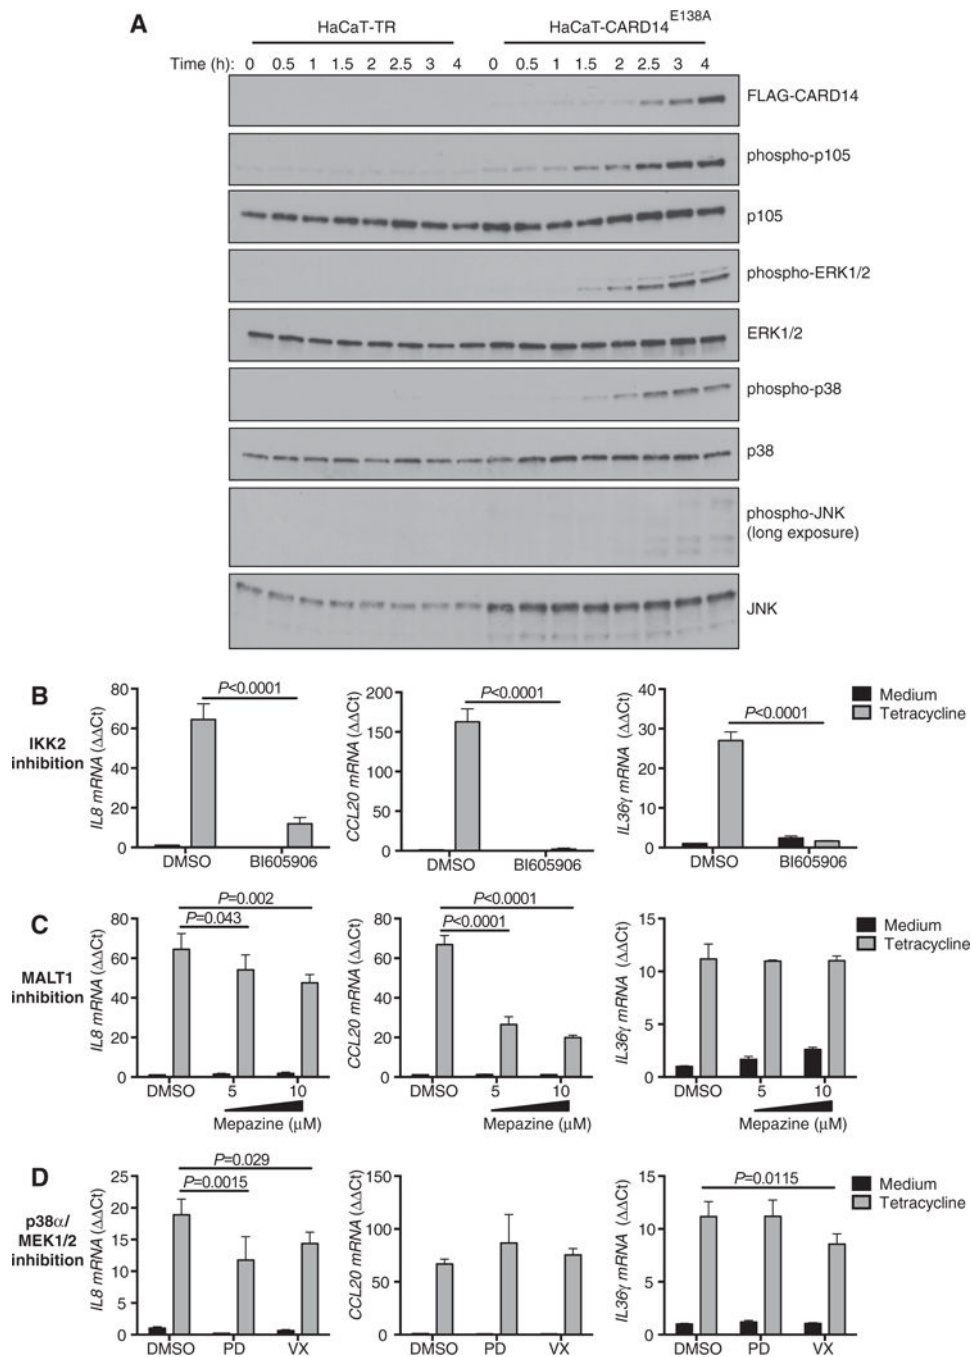 A
HaCaT-TR
HaCaT-CARD14E138A
Time (h): 0 0.5 1 1.5 2 2.5 3 4 0 0.5 1 1.5 2 2.5 3 4
FLAG-CARD14
phospho-p105
p105
phospho-ERK1/2
ERK1/2
phospho-p38
p38
phospho-JNK
(long exposure)
JNK
B
IKK2
inhibition
IL8 mRNA (ΔΔCt)
80
60
40
20
0
P<0.0001
DMSO BI605906
CCL20 mRNA (ΔΔCt)
200
150
100
50
0
P<0.0001
DMSO BI605906
IL36γ mRNA (ΔΔCt)
40
30
20
10
0
P<0.0001
DMSO BI605906
Medium
Tetracycline
C
MALT1
inhibition
IL8 mRNA (ΔΔCt)
80
60
40
20
0
P=0.002
P=0.043
DMSO 5 10
Mepazine (μM)
CCL20 mRNA (ΔΔCt)
80
60
40
20
0
P<0.0001
P<0.0001
DMSO 5 10
Mepazine (μM)
IL36γ mRNA (ΔΔCt)
15
10
5
0
DMSO 5 10
Mepazine (μM)
Medium
Tetracycline
D
p38α/
MEK1/2
inhibition
IL8 mRNA (ΔΔCt)
25
20
15
10
5
0
P=0.029
P=0.0015
DMSO PD VX
CCL20 mRNA (ΔΔCt)
150
100
50
0
DMSO PD VX
IL36γ mRNA (ΔΔCt)
15
10
5
0
P=0.0115
DMSO PD VX
Medium
Tetracycline